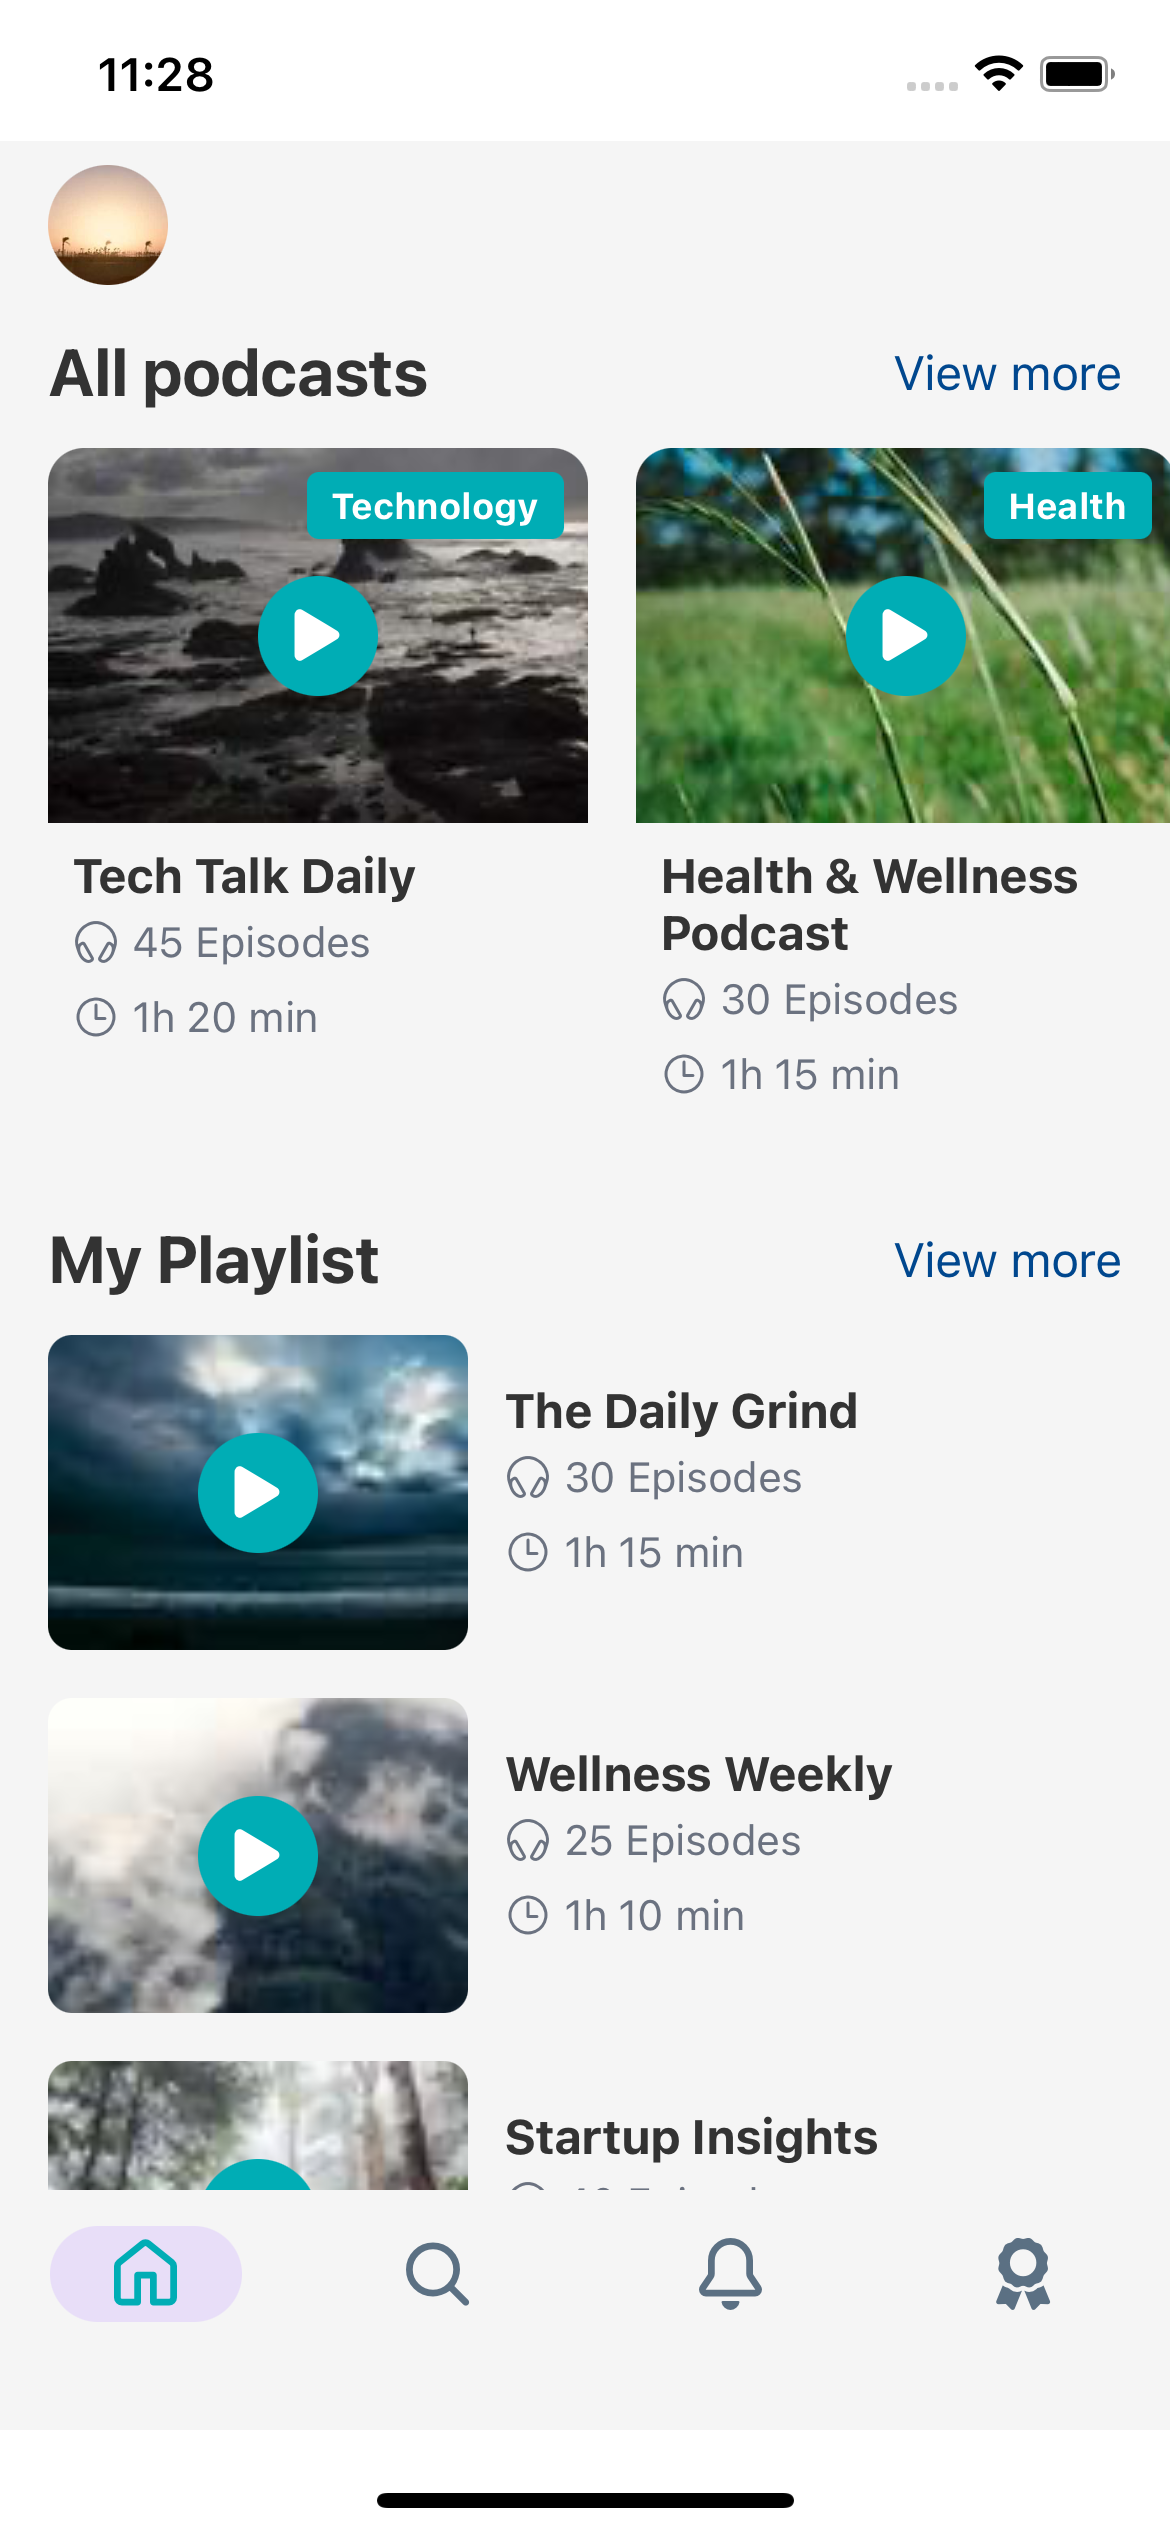 11:28
All podcasts
View more
Technology
Health
Tech Talk Daily
45 Episodes
1h 20 min
Health & Wellness
Podcast
30 Episodes
1h 15 min
My Playlist
View more
The Daily Grind
30 Episodes
1h 15 min
Wellness Weekly
25 Episodes
1h 10 min
Startup Insights